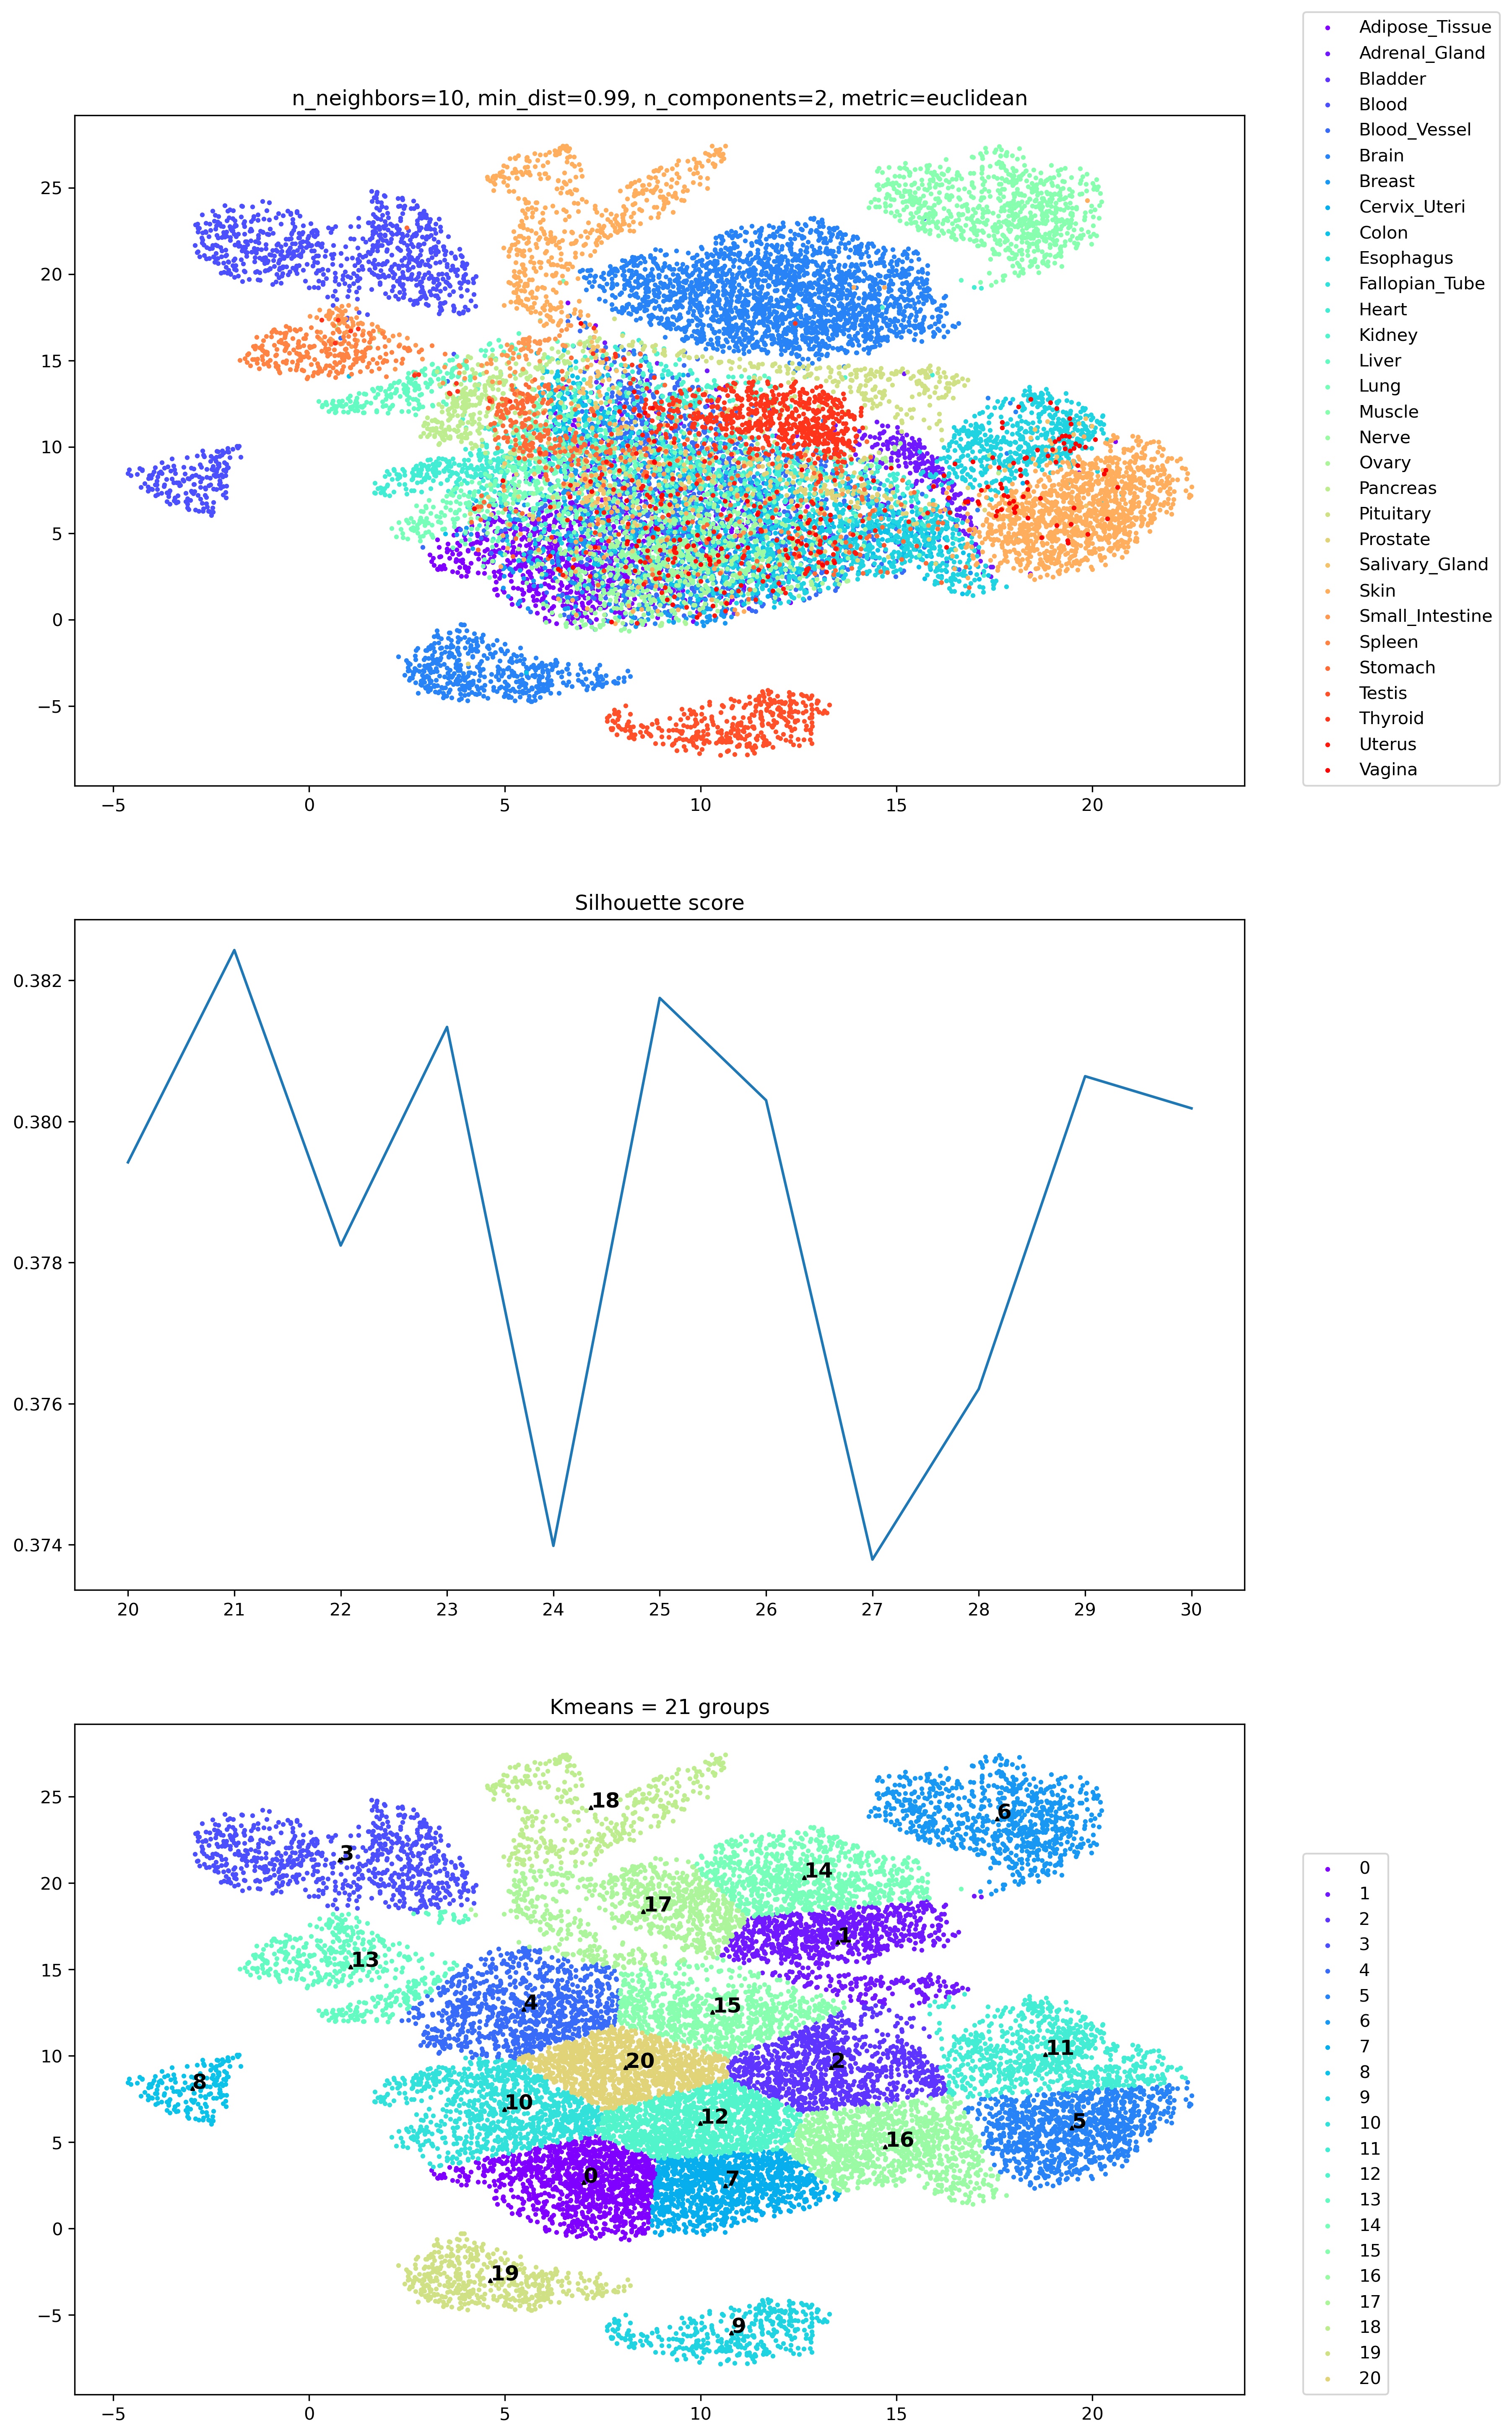 n_neighbors=10, min_dist=0.99, n_components=2, metric=euclidean
25
20
15
10
5
0
−5
−5 0 5 10 15 20
Adipose_Tissue
Adrenal_Gland
Bladder
Blood
Blood_Vessel
Brain
Breast
Cervix_Uteri
Colon
Esophagus
Fallopian_Tube
Heart
Kidney
Liver
Lung
Muscle
Nerve
Ovary
Pancreas
Pituitary
Prostate
Salivary_Gland
Skin
Small_Intestine
Spleen
Stomach
Testis
Thyroid
Uterus
Vagina
Silhouette score
0.382
0.380
0.378
0.376
0.374
20 21 22 23 24 25 26 27 28 29 30
Kmeans = 21 groups
25
20
15
10
5
0
−5
−5 0 5 10 15 20
18
6
3
14
17
1
13
4
15
11
20
2
8
10
12
5
16
0
7
19
9
0
1
2
3
4
5
6
7
8
9
10
11
12
13
14
15
16
17
18
19
20